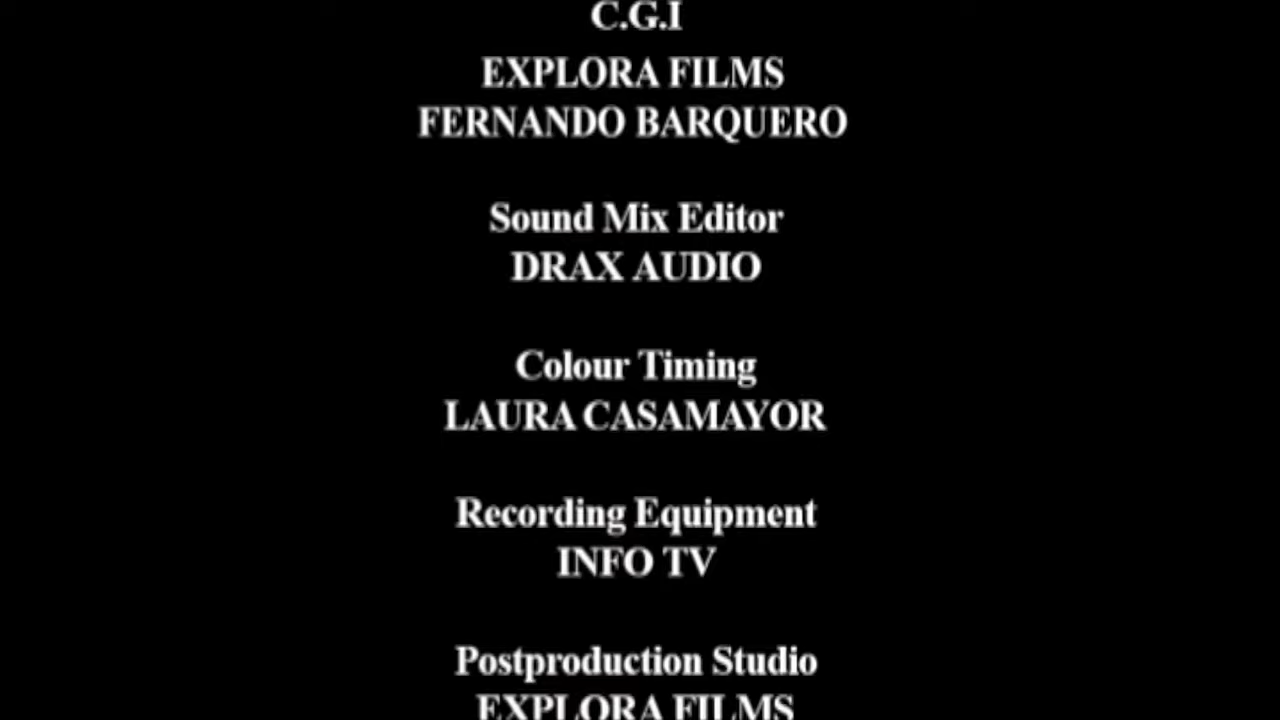 C.G.I
EXPLORA FILMS
FERNANDO BARQUERO
Sound Mix Editor
DRAX AUDIO
Colour Timing
LAURA CASAMAYOR
Recording Equipment
INFO TV
Postproduction Studio
EXPLORA FILMS